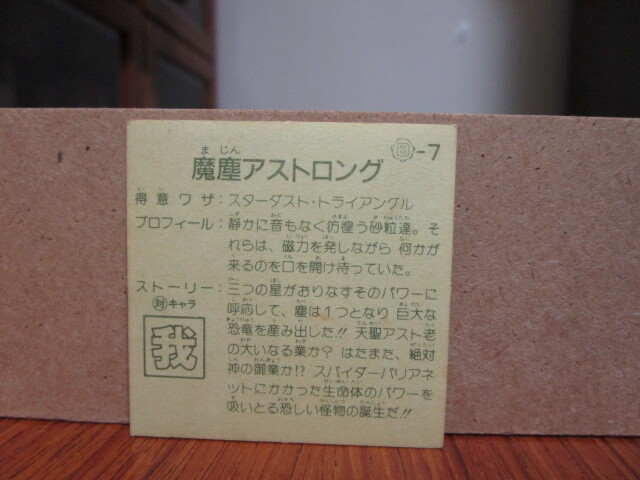 -7
まじん
魔塵アストロング
得意ワザ:スターダスト・トライアングル
プロフィール:静かに音もなく彷徨う砂粒達。そ
れらは、磁力を発しながら何かが
来るのを口を開け待っていた。
ストーリー:三つの星がおりなすそのパワーに
対キャラ
呼応して、塵は1つとなり巨大な
恐竜を産み出した!!天聖アスト老
の大いなる業か?はたまた、絶対
神の御業か!?スパイダーバリアネ
ットにかかった生命体のパワーを
吸いとる恐しい怪物の誕生だ!!
我